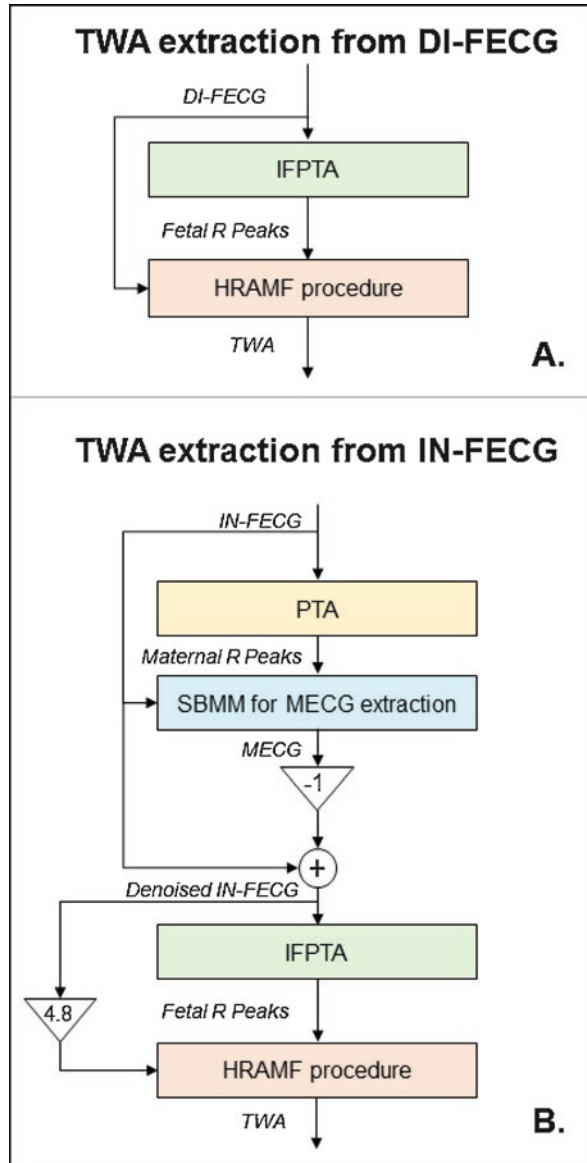 TWA extraction from DI-FECG
DI-FECG
IFPTA
Fetal R Peaks
HRAMF procedure
TWA
A.
TWA extraction from IN-FECG
IN-FECG
PTA
Maternal R Peaks
SBMM for MECG extraction
MECG
-1
+
Denoised IN-FECG
IFPTA
4.8
Fetal R Peaks
HRAMF procedure
TWA
B.